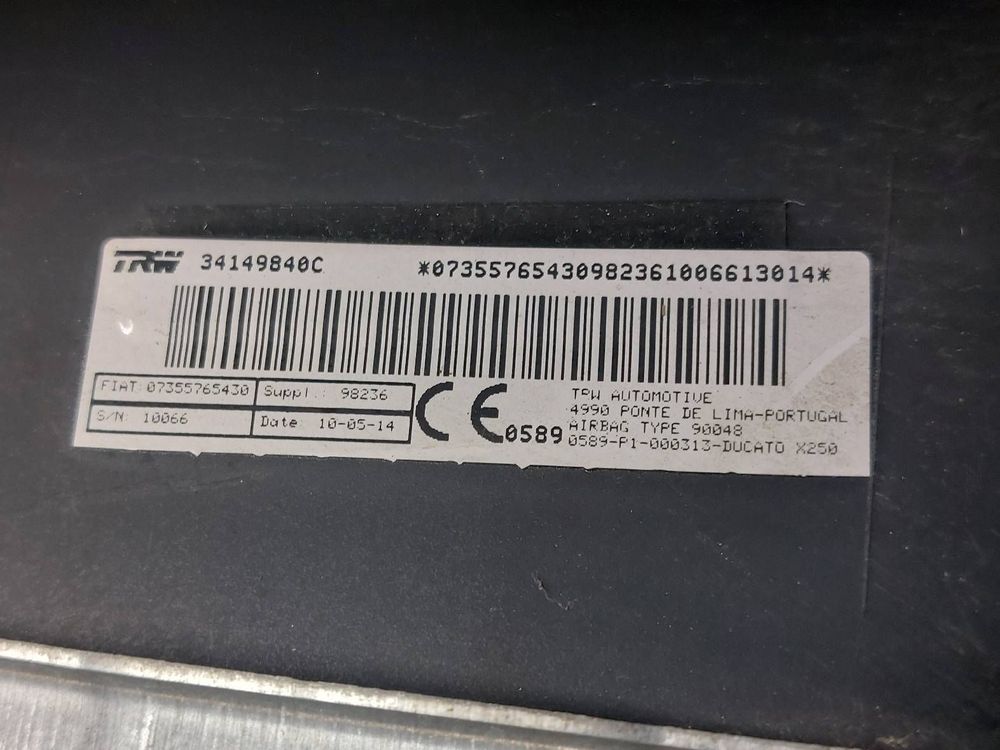 TRW 34149840C *07355765430982361006613014*
FIAT: 07355765430 Suppl.: 98236
S/N: 10066 Date 10-05-14
CE 0589
TRW AUTOMOTIVE
4990 PONTE DE LIMA-PORTUGAL
AIRBAG TYPE 90048
0589-P1-000313-DUCATO X250